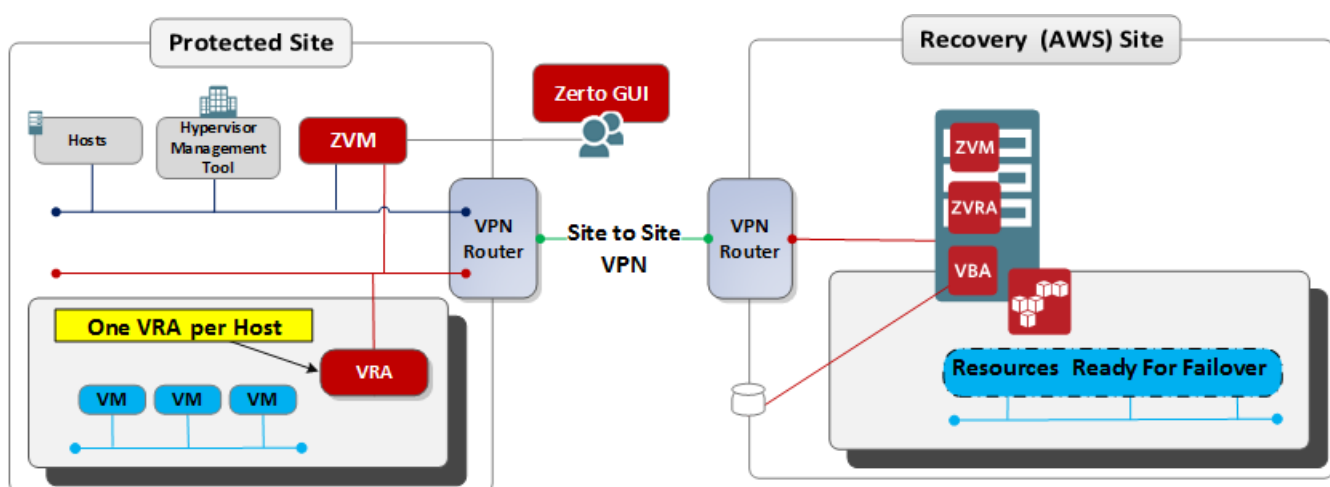 Protected Site
Recovery (AWS) Site
Zerto GUI
Hosts
Hypervisor
Management
Tool
ZVM
ZVM
ZVRA
VBA
VPN
Router
Site to Site
VPN
VPN
Router
One VRA per Host
VRA
VM
VM
VM
Resources Ready For Failover